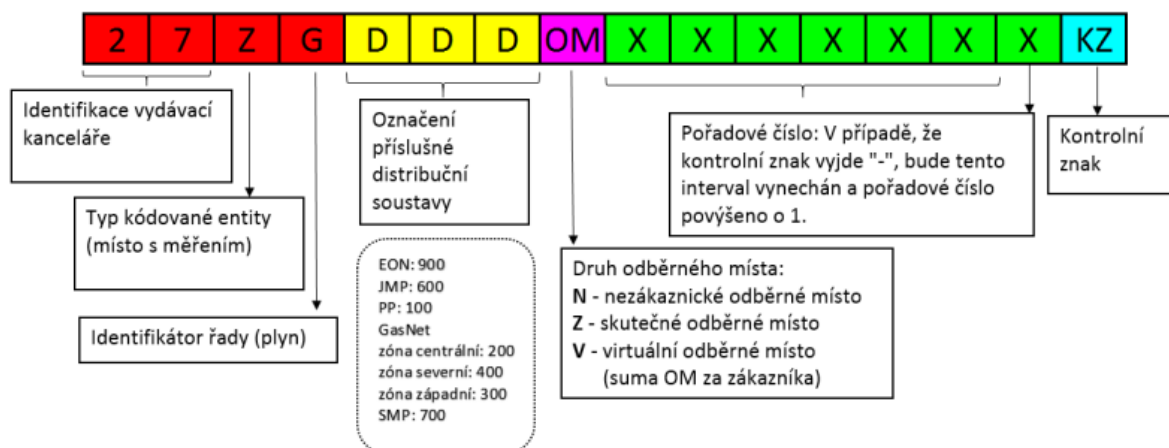 2 7 Z G D D D OM X X X X X X X KZ
Identifikace vydávací
kanceláře
Typ kódované entity
(místo s měřením)
Identifikátor řady (plyn)
Označení
příslušné
distribuční
soustavy
EON: 900
JMP: 600
PP: 100
GasNet
zóna centrální: 200
zóna severní: 400
zóna západní: 300
SMP: 700
Druh odběrného místa:
N - nezákaznické odběrné místo
Z - skutečné odběrné místo
V - virtuální odběrné místo
(suma OM za zákazníka)
Pořadové číslo: V případě, že
kontrolní znak vyjde "-", bude tento
interval vynechán a pořadové číslo
povýšeno o 1.
Kontrolní
znak